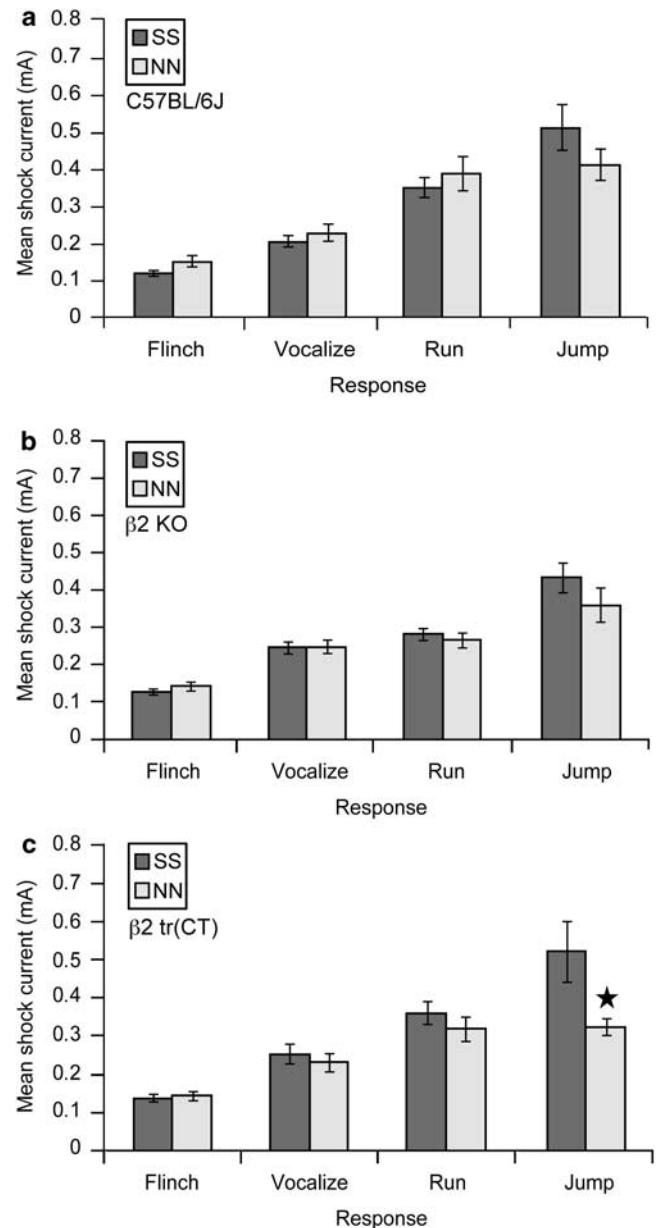 a
0.8
0.7
0.6
0.5
0.4
0.3
0.2
0.1
0
Mean shock current (mA)
SS
NN
C57BL/6J
Flinch Vocalize Run Jump
Response
b
0.8
0.7
0.6
0.5
0.4
0.3
0.2
0.1
0
Mean shock current (mA)
SS
NN
β2 KO
Flinch Vocalize Run Jump
Response
c
0.8
0.7
0.6
0.5
0.4
0.3
0.2
0.1
0
Mean shock current (mA)
SS
NN
β2 tr(CT)
★
Flinch Vocalize Run Jump
Response